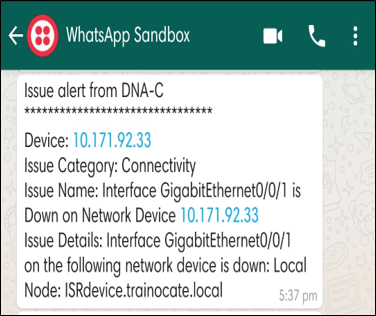 WhatsApp Sandbox
Issue alert from DNA-C
********************************
Device: 10.171.92.33
Issue Category: Connectivity
Issue Name: Interface GigabitEthernet0/0/1 is
Down on Network Device 10.171.92.33
Issue Details: Interface GigabitEthernet0/0/1
on the following network device is down: Local
Node: ISRdevice.trainocate.local
5:37 pm